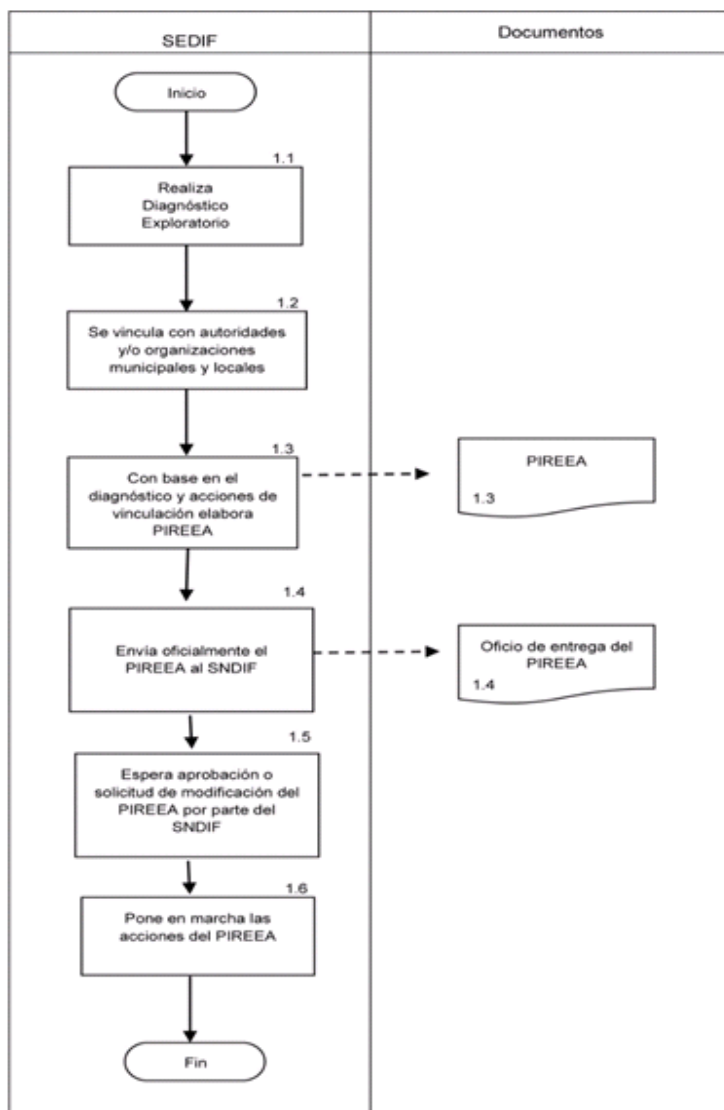 SEDIF
Documentos
Inicio
1.1
Realiza
Diagnóstico
Exploratorio
1.2
Se vincula con autoridades
y/o organizaciones
municipales y locales
1.3
Con base en el
diagnóstico y acciones de
vinculación elabora
PIREEA
PIREEA
1.3
1.4
Envía oficialmente el
PIREEA al SNDIF
Oficio de entrega del
PIREEA
1.4
1.5
Espera aprobación o
solicitud de modificación del
PIREEA por parte del
SNDIF
1.6
Pone en marcha las
acciones del PIREEA
Fin